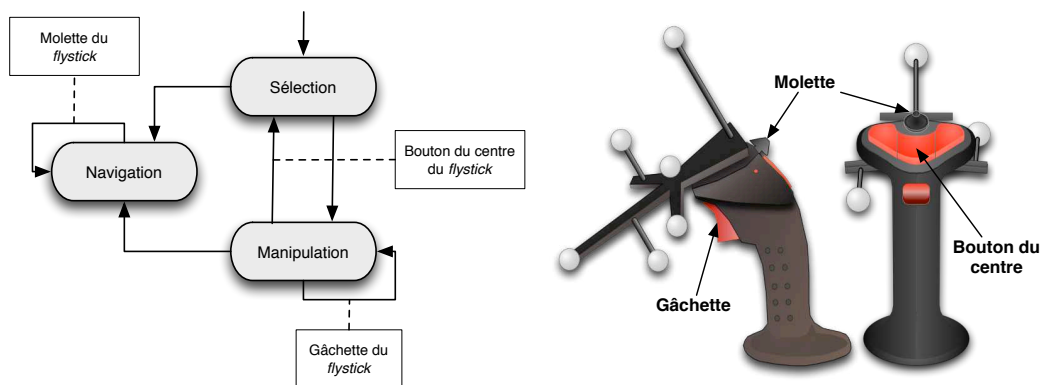 Molette du
flystick
Sélection
Navigation
Bouton du centre
du flystick
Manipulation
Gâchette du
flystick
Molette
Bouton du
centre
Gâchette